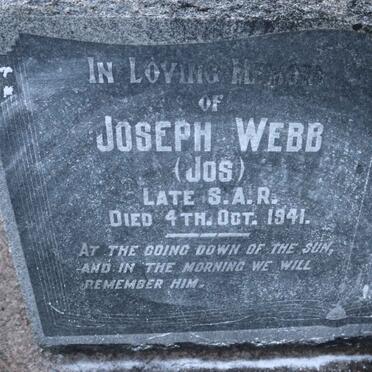 In Loving Memory
of
Joseph Webb
(Jos)
Late S.A.R.
Died 4th. Oct. 1941.
At the going down of the sun,
and in the morning we will
remember him.